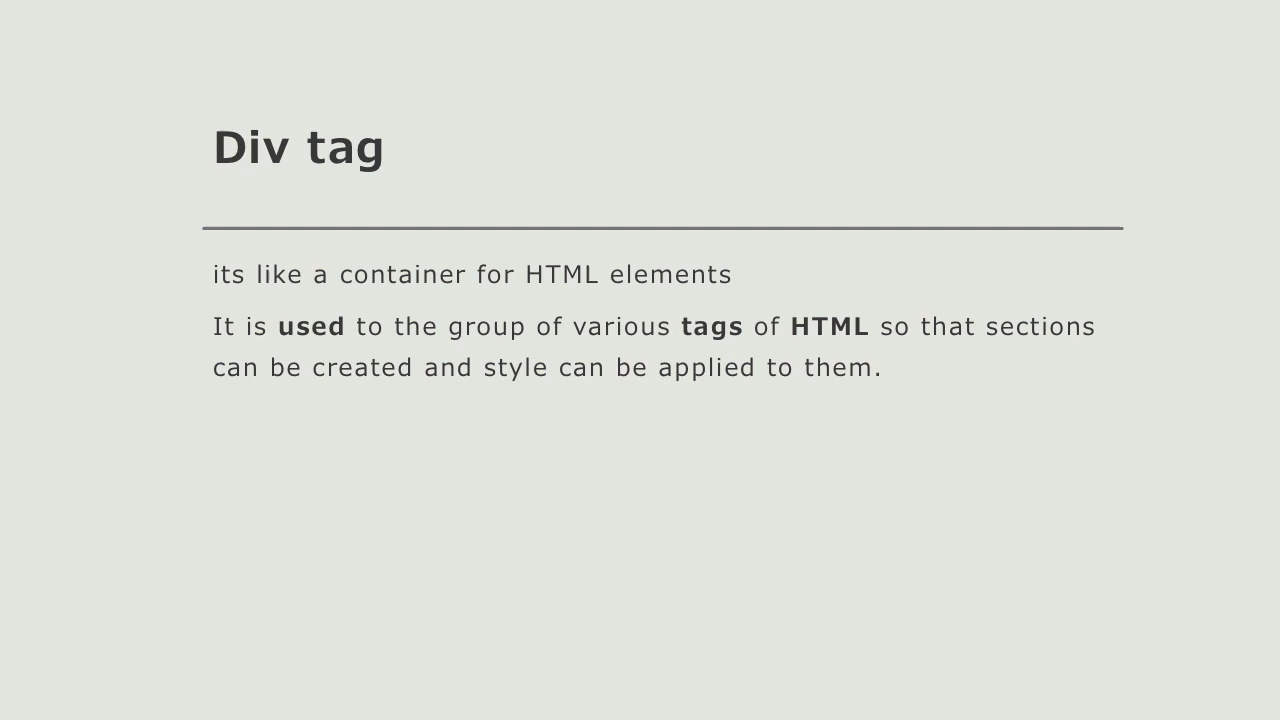 Div tag
its like a container for HTML elements
It is used to the group of various tags of HTML so that sections
can be created and style can be applied to them.